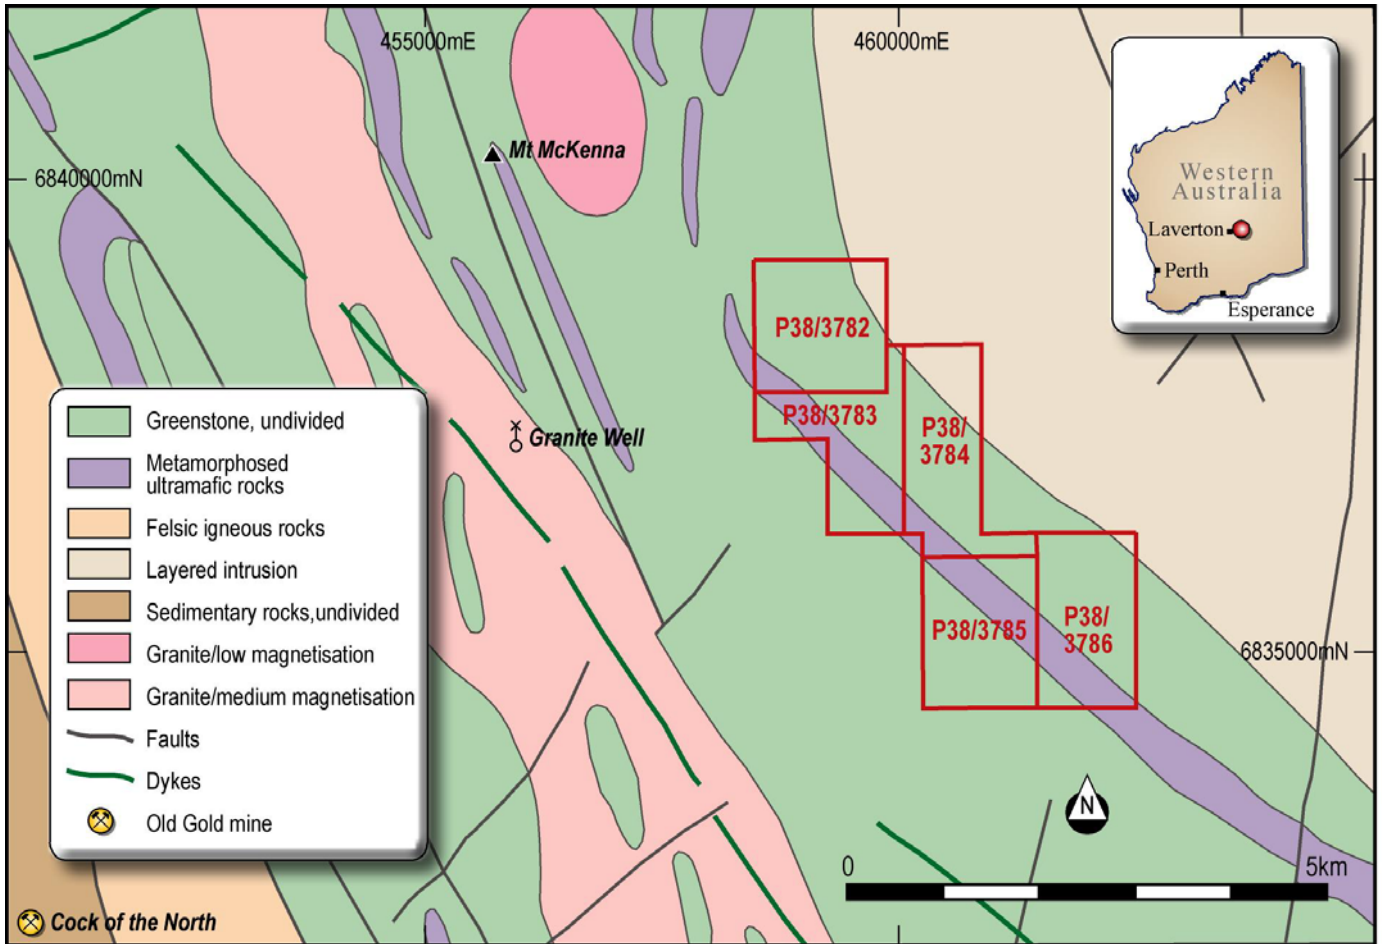 455000mE
460000mE
Mt McKenna
6840000mN
Western
Australia
Laverton
Perth
Esperance
P38/3782
P38/3783
P38/
3784
Granite Well
Greenstone, undivided
Metamorphosed
ultramafic rocks
Felsic igneous rocks
Layered intrusion
Sedimentary rocks,undivided
Granite/low magnetisation
Granite/medium magnetisation
Faults
Dykes
Old Gold mine
P38/3785
P38/
3786
6835000mN
N
0
5km
Cock of the North